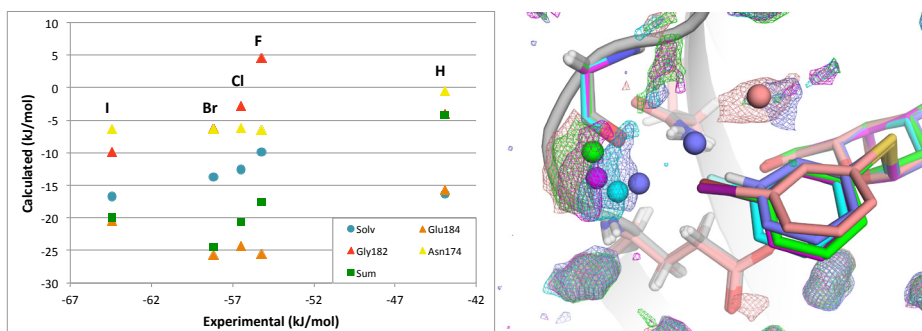 10
5
0
-5
-10
-15
-20
-25
-30
Calculated (kJ/mol)
I
Br
Cl
F
H
Solv
Glu184
Gly182
Asn174
Sum
-67
-62
-57
-52
-47
-42
Experimental (kJ/mol)